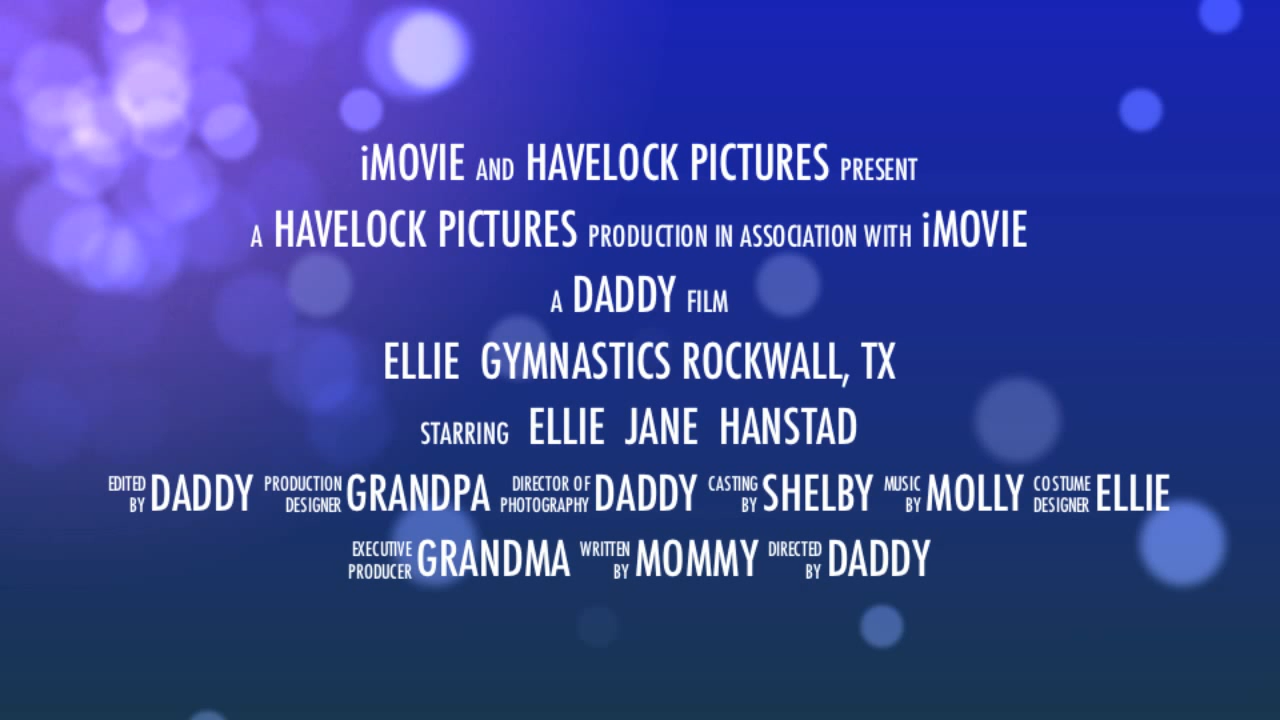 iMOVIE AND HAVELOCK PICTURES PRESENT
A HAVELOCK PICTURES PRODUCTION IN ASSOCIATION WITH iMOVIE
A DADDY FILM
ELLIE GYMNASTICS ROCKWALL, TX
STARRING ELLIE JANE HANSTAD
EDITED BY DADDY PRODUCTION DESIGNER GRANDPA DIRECTOR OF PHOTOGRAPHY DADDY CASTING BY SHELBY MUSIC BY MOLLY COSTUME DESIGNER ELLIE
EXECUTIVE PRODUCER GRANDMA WRITTEN BY MOMMY DIRECTED BY DADDY